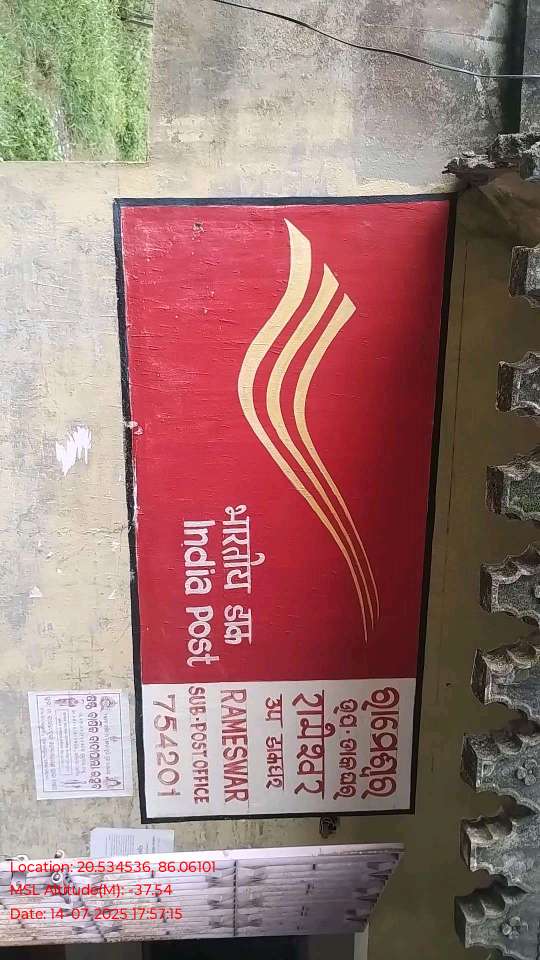 भारतीय डाक
India Post
ରାମେଶ୍ୱର
ଉପ-ଡାକଘର
रामेश्वर
उप डाकघर
RAMESWAR
SUB-POST OFFICE
754201
Location: 20.534536, 86.06101
MSL Altitude(M): -37.54
Date: 14-07-2025 17:57:15